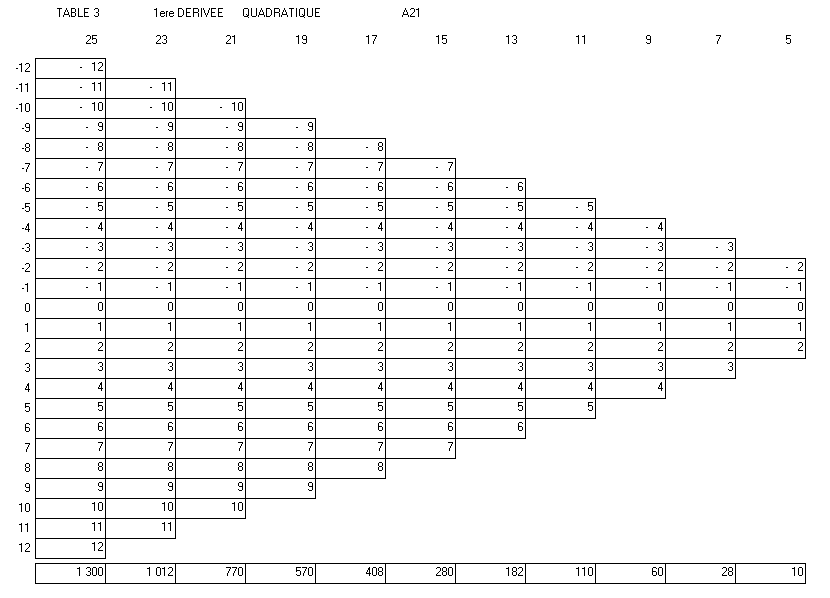 TABLE 3 1ere DERIVEE QUADRATIQUE A21
25 23 21 19 17 15 13 11 9 7 5
-12 - 12
-11 - 11 - 11
-10 - 10 - 10 - 10
-9 - 9 - 9 - 9 - 9
-8 - 8 - 8 - 8 - 8 - 8
-7 - 7 - 7 - 7 - 7 - 7 - 7
-6 - 6 - 6 - 6 - 6 - 6 - 6 - 6
-5 - 5 - 5 - 5 - 5 - 5 - 5 - 5 - 5
-4 - 4 - 4 - 4 - 4 - 4 - 4 - 4 - 4 - 4
-3 - 3 - 3 - 3 - 3 - 3 - 3 - 3 - 3 - 3 - 3
-2 - 2 - 2 - 2 - 2 - 2 - 2 - 2 - 2 - 2 - 2 - 2
-1 - 1 - 1 - 1 - 1 - 1 - 1 - 1 - 1 - 1 - 1 - 1
0 0 0 0 0 0 0 0 0 0 0 0
1 1 1 1 1 1 1 1 1 1 1 1
2 2 2 2 2 2 2 2 2 2 2 2
3 3 3 3 3 3 3 3 3 3 3
4 4 4 4 4 4 4 4 4 4
5 5 5 5 5 5 5 5 5
6 6 6 6 6 6 6 6
7 7 7 7 7 7 7
8 8 8 8 8 8
9 9 9 9 9
10 10 10 10
11 11 11
12 12
1 300 1 012 770 570 408 280 182 110 60 28 10